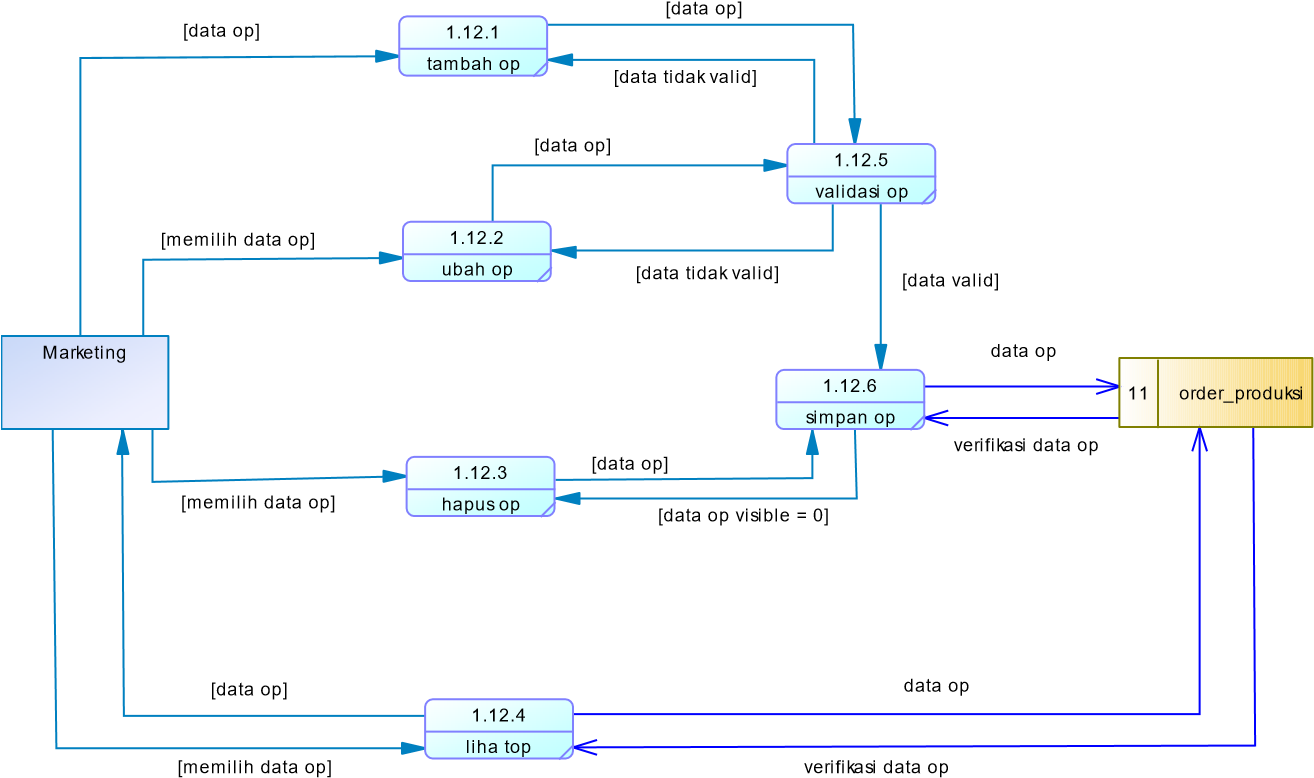 [data op]
[data op]
1.12.1
tambah op
[data tidak valid]
[data op]
1.12.5
validasi op
[memilih data op]
1.12.2
ubah op
[data tidak valid]
[data valid]
Marketing
data op
1.12.6
simpan op
11
order_produksi
verifikasi data op
1.12.3
hapus op
[data op]
[memilih data op]
[data op visible = 0]
[data op]
data op
1.12.4
liha top
[memilih data op]
verifikasi data op